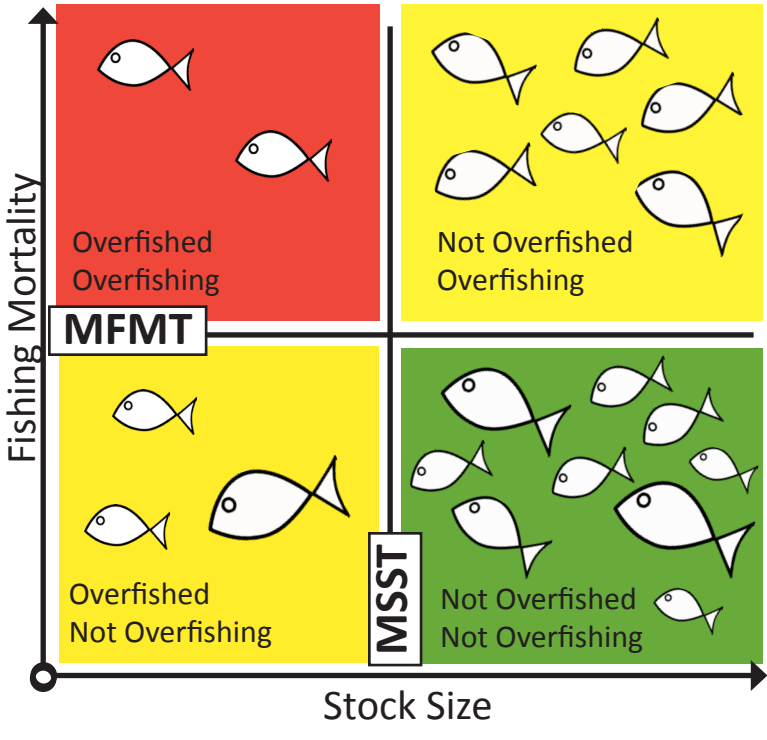 Fishing Mortality
Overfished
Overfishing
Not Overfished
Overfishing
MFMT
Overfished
Not Overfishing
MSST
Not Overfished
Not Overfishing
Stock Size